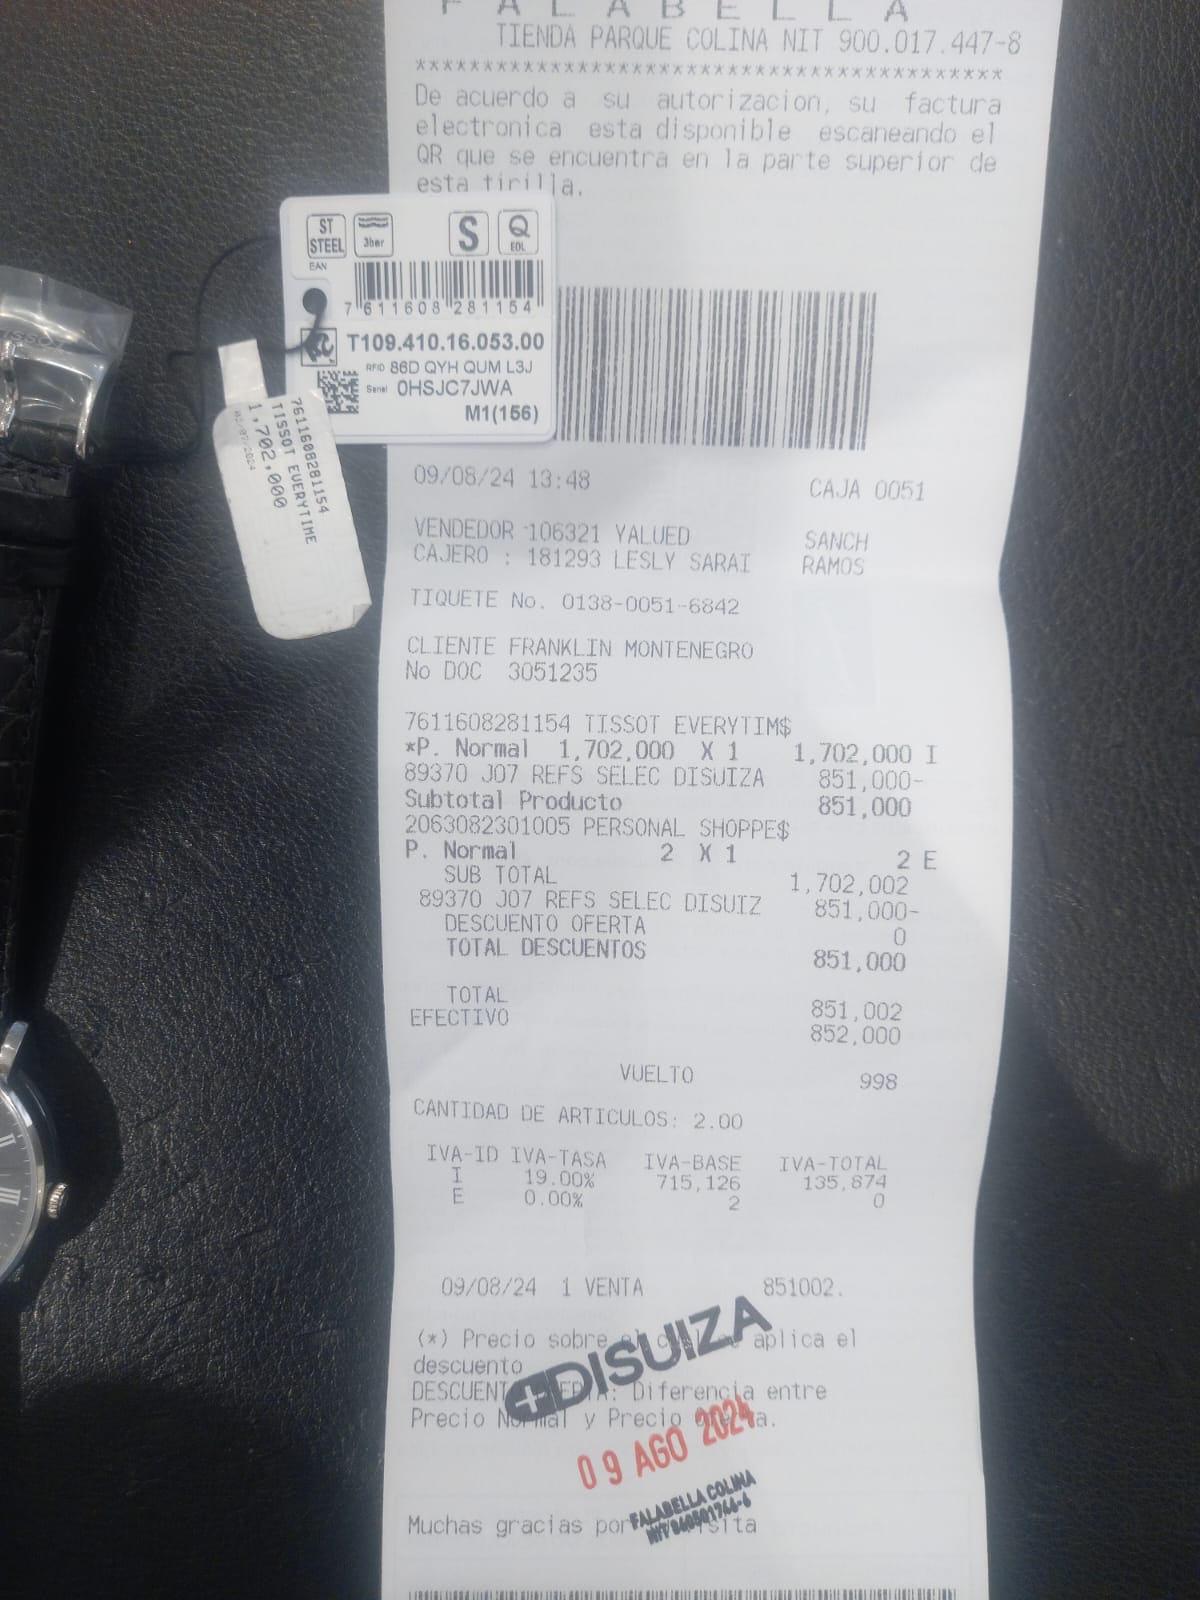 FALABELLA
TIENDA PARQUE COLINA NIT 900.017.447-8
*******************************************
De acuerdo a su autorizacion, su factura
electronica esta disponible escaneando el
QR que se encuentra en la parte superior de
esta tirilla.
ST
STEEL
3bar
S
Q
EOL
EAN
7 611608 281154
T109.410.16.053.00
RFID 86D QYH QUM L3J
Serial 0HSJC7JWA
M1(156)
7611608281154
TISSOT EVERYTIME
1,702,000
09/08/24 13:48 CAJA 0051
VENDEDOR 106321 YALUED SANCH
CAJERO : 181293 LESLY SARAI RAMOS
TIQUETE No. 0138-0051-6842
CLIENTE FRANKLIN MONTENEGRO
No DOC 3051235
7611608281154 TISSOT EVERYTIM$
*P. Normal 1,702,000 X 1 1,702,000 I
89370 J07 REFS SELEC DISUIZA 851,000-
Subtotal Producto 851,000
2063082301005 PERSONAL SHOPPE$
P. Normal 2 X 1 2 E
SUB TOTAL 1,702,002
89370 J07 REFS SELEC DISUIZ 851,000-
DESCUENTO OFERTA 0
TOTAL DESCUENTOS 851,000
TOTAL 851,002
EFECTIVO 852,000
VUELTO 998
CANTIDAD DE ARTICULOS: 2.00
IVA-ID IVA-TASA IVA-BASE IVA-TOTAL
I 19.00% 715,126 135,874
E 0.00% 2 0
09/08/24 1 VENTA 851002.
(*) Precio sobre el aplica el
descuento
DISUIZA
Diferencia entre
Precio Normal y Precio
09 AGO 2024
FALABELLA COLINA
Muchas gracias por